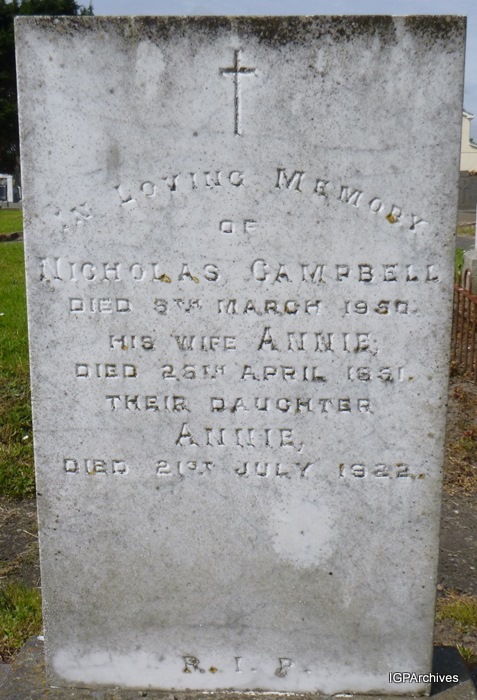 IN LOVING MEMORY
OF
NICHOLAS CAMPBELL
DIED 9TH MARCH 1950.
HIS WIFE ANNIE,
DIED 25TH APRIL 1951.
THEIR DAUGHTER
ANNIE,
DIED 21ST JULY 1922.
R.I.P.
IGPArchives